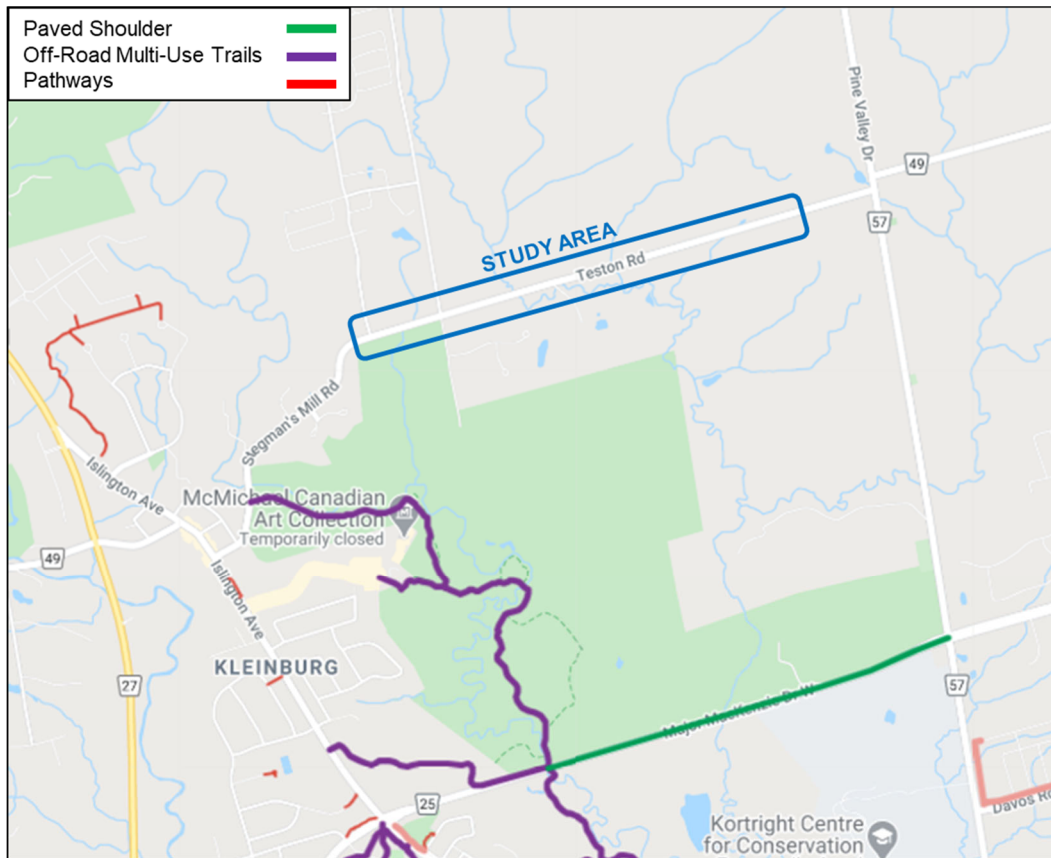 Paved Shoulder
Off-Road Multi-Use Trails
Pathways
Pine Valley Dr
49
57
STUDY AREA
Teston Rd
Stegman's Mill Rd
Islington Ave
McMichael Canadian
Art Collection
Temporarily closed
49
Islington Ave
KLEINBURG
27
57
Major MacKenzie Dr W
25
Davos Rd
Kortright Centre
for Conservation